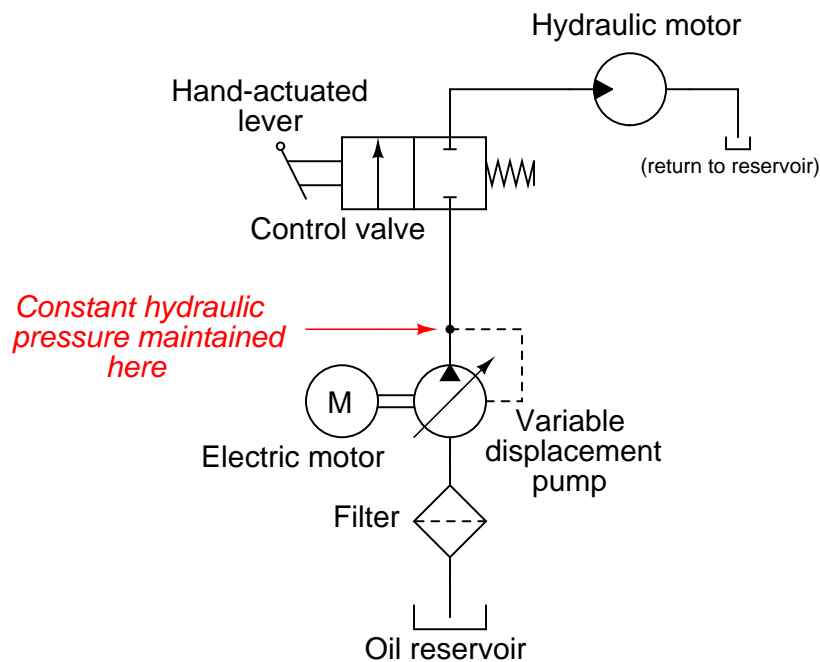 Hydraulic motor
Hand-actuated
lever
(return to reservoir)
Control valve
Constant hydraulic
pressure maintained
here
M
Electric motor
Variable
displacement
pump
Filter
Oil reservoir